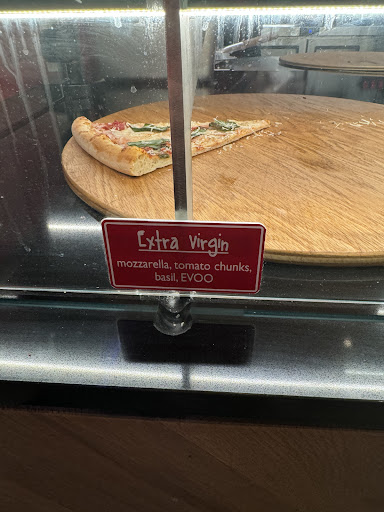 Extra Virgin
mozzarella, tomato chunks,
basil, EVOO